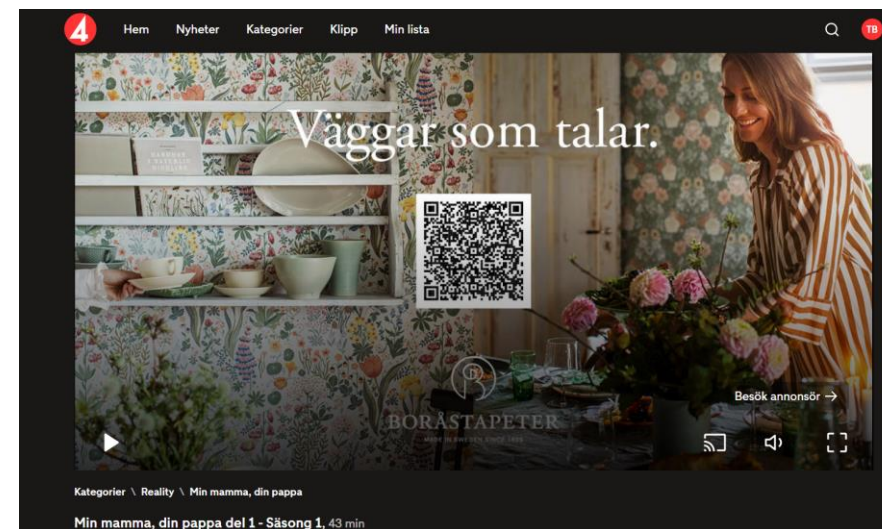 4
Hem
Nyheter
Kategorier
Klipp
Min lista
TB
Väggar som talar.
BORÅSTAPETER
Besök annonsör →
Kategorier \ Reality \ Min mamma, din pappa
Min mamma, din pappa del 1 - Säsong 1, 43 min